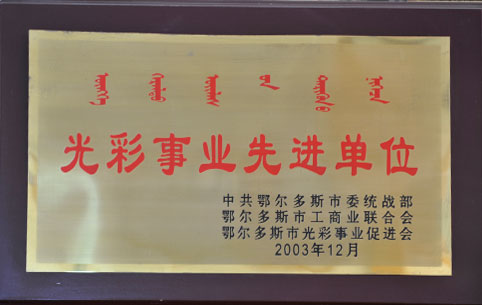 光彩事业先进单位
中共鄂尔多斯市委统战部
鄂尔多斯市工商业联合会
鄂尔多斯市光彩事业促进会
2003年12月